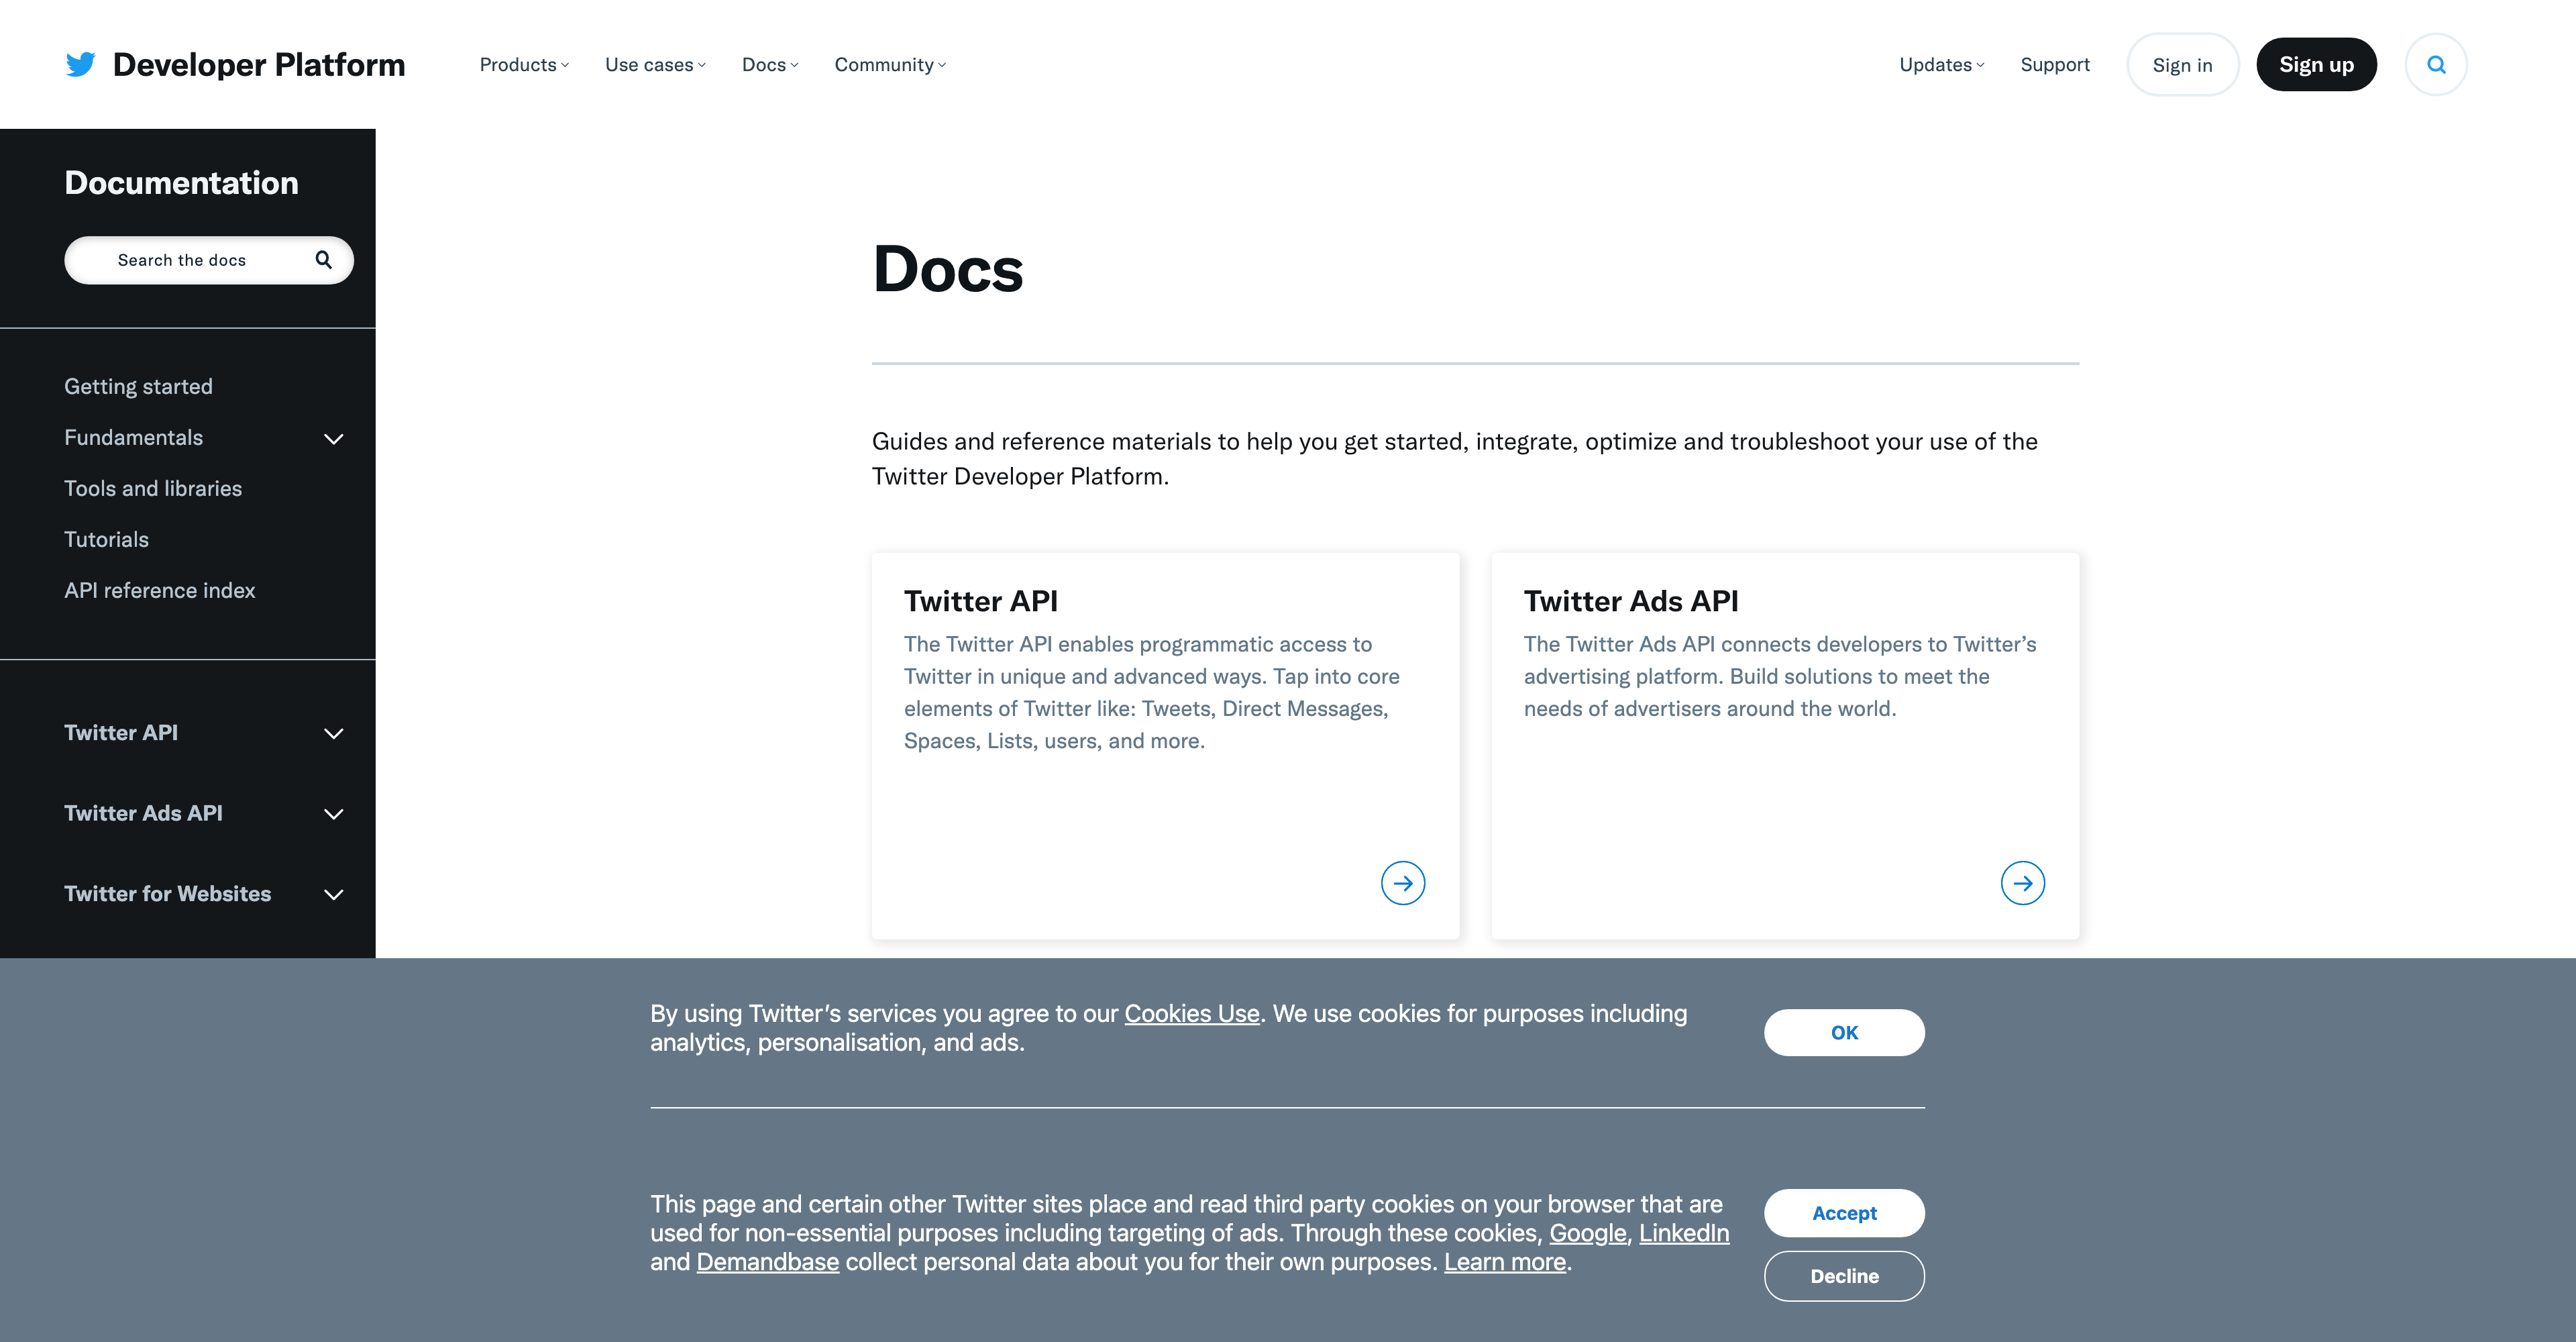 Developer Platform
Products
Use cases
Docs
Community
Updates
Support
Sign in
Sign up
Documentation
Search the docs
Getting started
Fundamentals
Tools and libraries
Tutorials
API reference index
Twitter API
Twitter Ads API
Twitter for Websites
Docs
Guides and reference materials to help you get started, integrate, optimize and troubleshoot your use of the
Twitter Developer Platform.
Twitter API
The Twitter API enables programmatic access to
Twitter in unique and advanced ways. Tap into core
elements of Twitter like: Tweets, Direct Messages,
Spaces, Lists, users, and more.
Twitter Ads API
The Twitter Ads API connects developers to Twitter’s
advertising platform. Build solutions to meet the
needs of advertisers around the world.
By using Twitter’s services you agree to our Cookies Use. We use cookies for purposes including
analytics, personalisation, and ads.
OK
This page and certain other Twitter sites place and read third party cookies on your browser that are
used for non-essential purposes including targeting of ads. Through these cookies, Google, LinkedIn
and Demandbase collect personal data about you for their own purposes. Learn more.
Accept
Decline